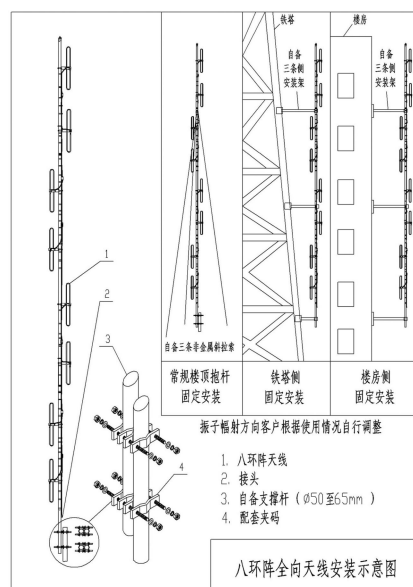 铁塔
楼房
自备
三条侧
安装架
自备
三条侧
安装架
1
2
3
4
自备三条非金属斜拉索
常规楼顶抱杆
固定安装
铁塔侧
固定安装
楼房侧
固定安装
振子幅射方向客户根据使用情况自行调整
1. 八环阵天线
2. 接头
3. 自备支撑杆(Ø50至65mm)
4. 配套夹码
八环阵全向天线安装示意图